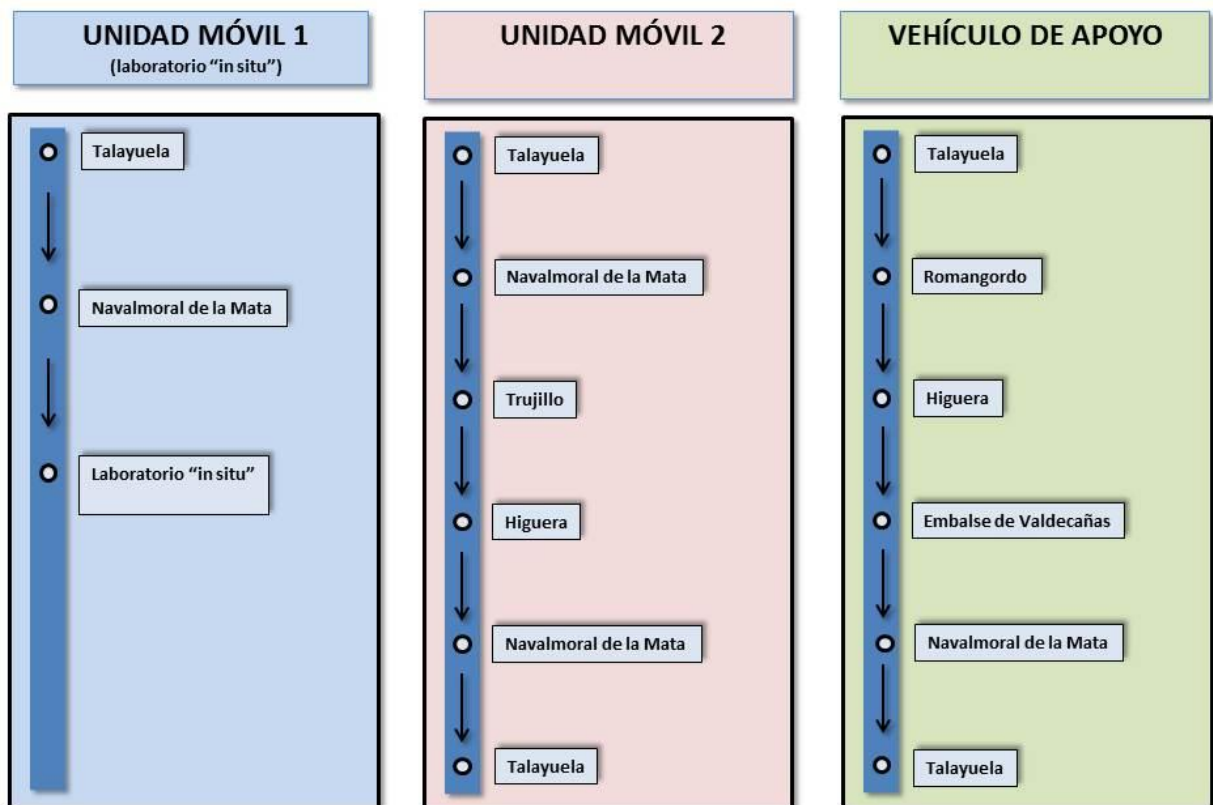 UNIDAD MÓVIL 1
(laboratorio “in situ”)
Talayuela
Navalmoral de la Mata
Laboratorio “in situ”
UNIDAD MÓVIL 2
Talayuela
Navalmoral de la Mata
Trujillo
Higuera
Navalmoral de la Mata
Talayuela
VEHÍCULO DE APOYO
Talayuela
Romangordo
Higuera
Embalse de Valdecañas
Navalmoral de la Mata
Talayuela